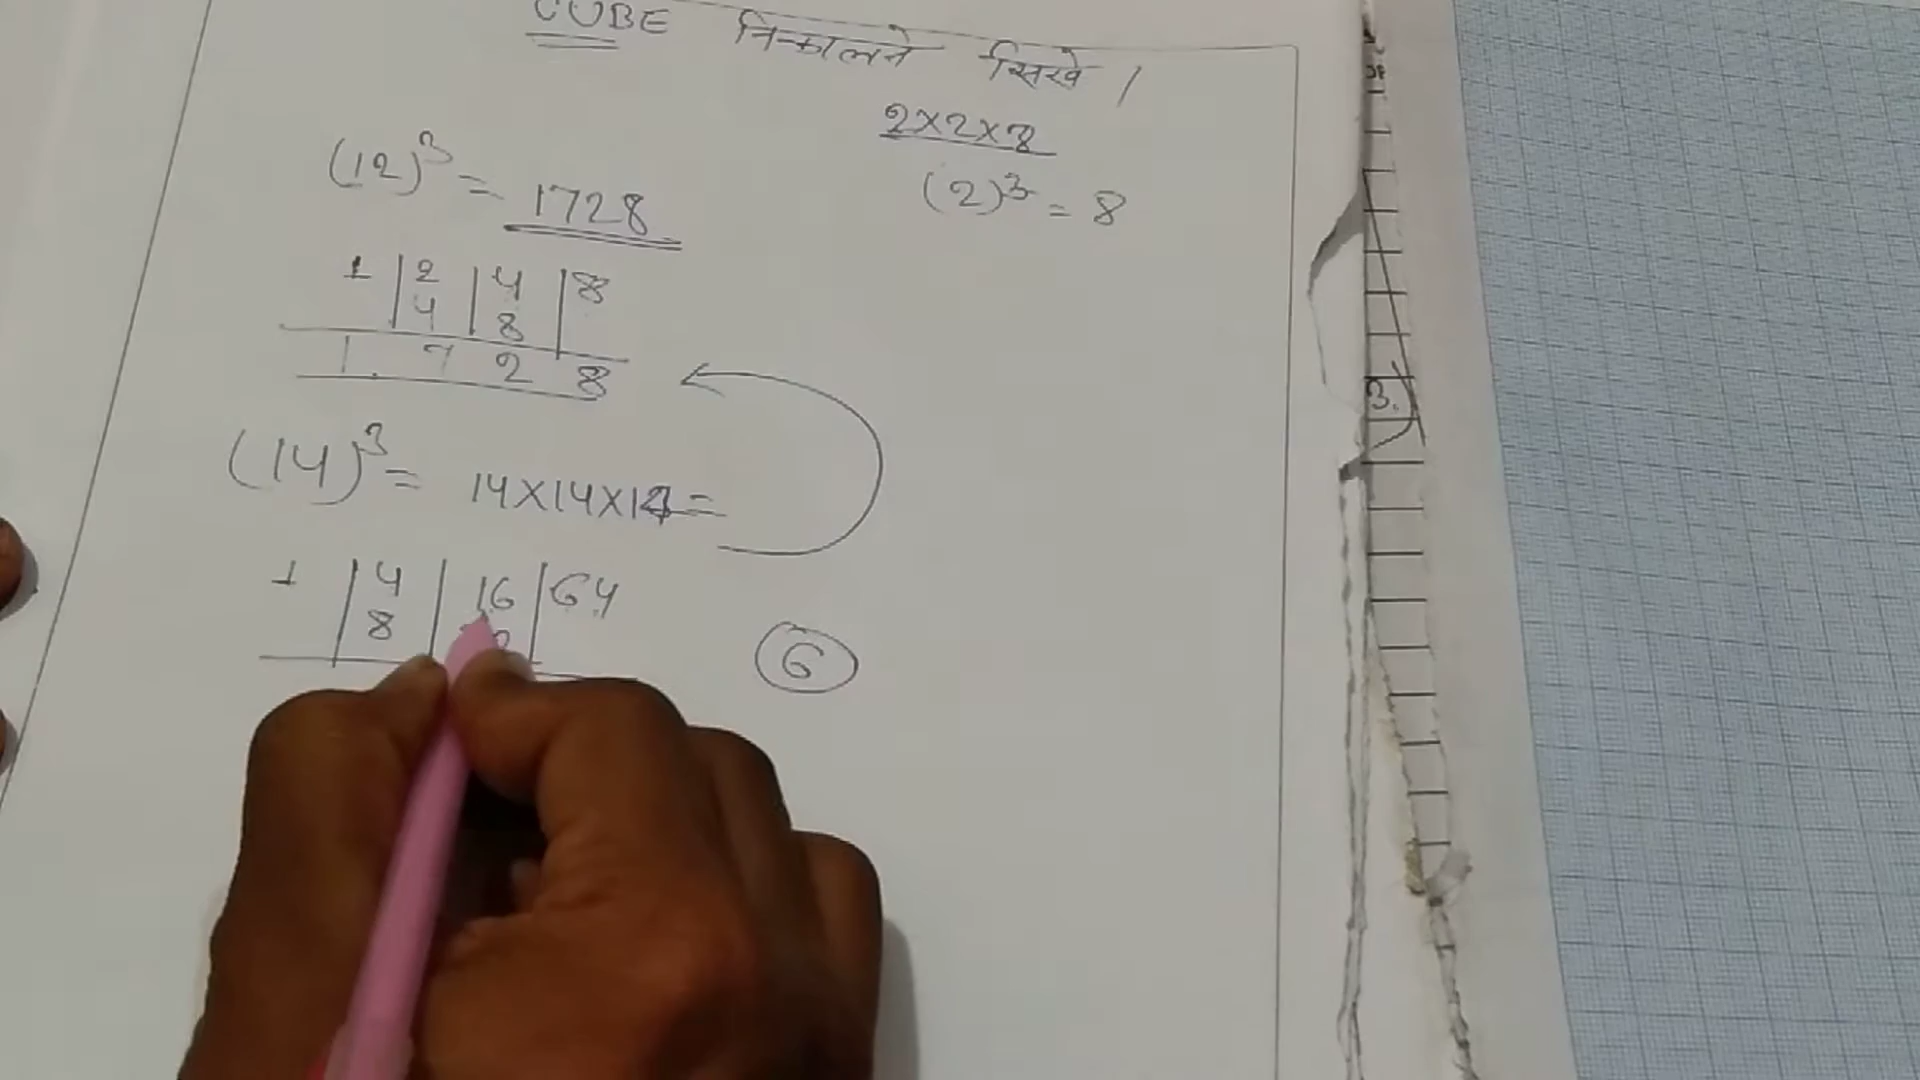 CUBE निकालने सिखे ।
2×2×2
(2)³ = 8
(12)³ = 1728
1 | 2 | 4 | 8
4 | 8
1 7 2 8
(14)³ = 14×14×14 =
1 | 4 | 16 | 64
8
6
3.